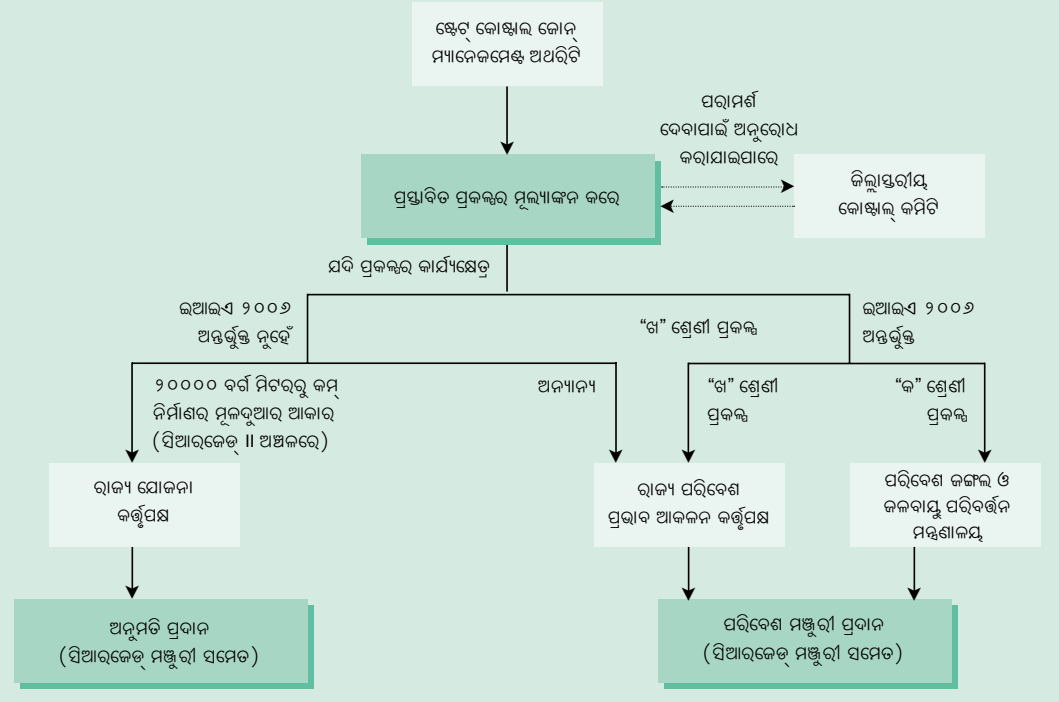 ଷ୍ଟେଟ୍ କୋଷ୍ଟାଲ କୋନ୍
ମ୍ୟାନେଜମେଣ୍ଟ ଅଥରିଟି
ପରାମର୍ଶ
ଦେବାପାଇଁ ଅନୁରୋଧ
କରାଯାଇପାରେ
ପ୍ରସ୍ତାବିତ ପ୍ରକଳ୍ପର ମୂଲ୍ୟାଙ୍କନ କରେ
ଜିଲ୍ଲାସ୍ତରୀୟ
କୋଷ୍ଟାଲ୍ କମିଟି
ଯଦି ପ୍ରକଳ୍ପର କାର୍ଯ୍ୟକ୍ଷେତ୍ର
ଇଆଇଏ ୨୦୦୬
ଅନ୍ତର୍ଭୁକ୍ତ ନୁହେଁ
“ଖ” ଶ୍ରେଣୀ ପ୍ରକଳ୍ପ
ଇଆଇଏ ୨୦୦୬
ଅନ୍ତର୍ଭୁକ୍ତ
୨୦୦୦୦ ବର୍ଗ ମିଟରରୁ କମ୍
ନିର୍ମାଣର ମୂଳଦୁଆର ଆକାର
(ସିଆରଜେଡ୍ II ଅଞ୍ଚଳରେ)
ଅନ୍ୟାନ୍ୟ
“ଖ” ଶ୍ରେଣୀ
ପ୍ରକଳ୍ପ
“କ” ଶ୍ରେଣୀ
ପ୍ରକଳ୍ପ
ରାଜ୍ୟ ଯୋଜନା
କର୍ତ୍ତୃପକ୍ଷ
ରାଜ୍ୟ ପରିବେଶ
ପ୍ରଭାବ ଆକଳନ କର୍ତ୍ତୃପକ୍ଷ
ପରିବେଶ ଜଙ୍ଗଲ ଓ
ଜଳବାୟୁ ପରିବର୍ତ୍ତନ
ମନ୍ତ୍ରଣାଳୟ
ଅନୁମତି ପ୍ରଦାନ
(ସିଆରଜେଡ୍ ମଞ୍ଜୁରୀ ସମେତ)
ପରିବେଶ ମଞ୍ଜୁରୀ ପ୍ରଦାନ
(ସିଆରଜେଡ୍ ମଞ୍ଜୁରୀ ସମେତ)